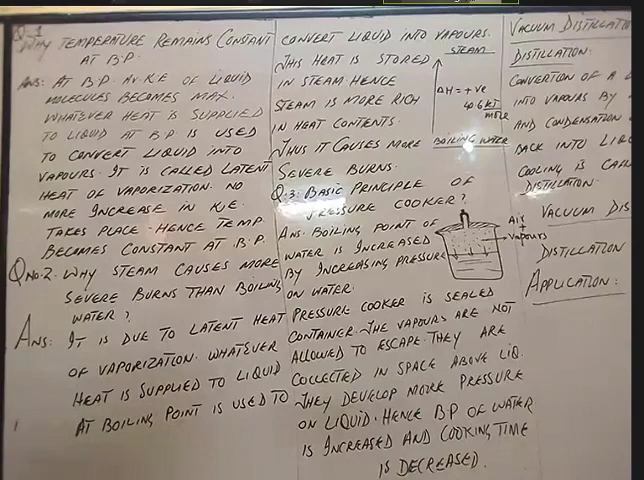 Q.1
WHY TEMPERATURE REMAINS CONSTANT
AT B.P.
ANS: AT B.P. AV. K.E OF LIQUID
MOLECULES BECOMES MAX.
WHATEVER HEAT IS SUPPLIED
TO LIQUID AT B.P IS USED
TO CONVERT LIQUID INTO
VAPOURS. IT IS CALLED LATENT
HEAT OF VAPORIZATION. NO
MORE INCREASE IN K.E
TAKES PLACE. HENCE TEMP.
BECOMES CONSTANT AT B.P.
Q NO.2. WHY STEAM CAUSES MORE
SEVERE BURNS THAN BOILING
WATER?
ANS: IT IS DUE TO LATENT HEAT
OF VAPORIZATION. WHATEVER
HEAT IS SUPPLIED TO LIQUID
AT BOILING POINT IS USED TO
CONVERT LIQUID INTO VAPOURS.
THIS HEAT IS STORED
IN STEAM. HENCE
STEAM IS MORE RICH
IN HEAT CONTENTS.
THUS IT CAUSES MORE
SEVERE BURNS.
STEAM
ΔH = +ve
BOILING WATER
Q.3: BASIC PRINCIPLE OF
PRESSURE COOKER?
ANS. BOILING POINT OF
WATER IS INCREASED
BY INCREASING PRESSURE
ON WATER.
Air
+
Vapours
PRESSURE COOKER IS SEALED
CONTAINER. THE VAPOURS ARE NOT
ALLOWED TO ESCAPE. THEY ARE
COLLECTED IN SPACE ABOVE LIQ.
THEY DEVELOP MORE PRESSURE
ON LIQUID. HENCE B.P OF WATER
IS INCREASED AND COOKING TIME
IS DECREASED.
VACUUM DISTILLATIO
DISTILLATION:
CONVERTION OF A
INTO VAPOURS BY
AND CONDENSATION
BACK INTO LIQ
COOLING IS CALL
DISTILLATION.
VACUUM DIS
DISTILLATION
APPLICATION: